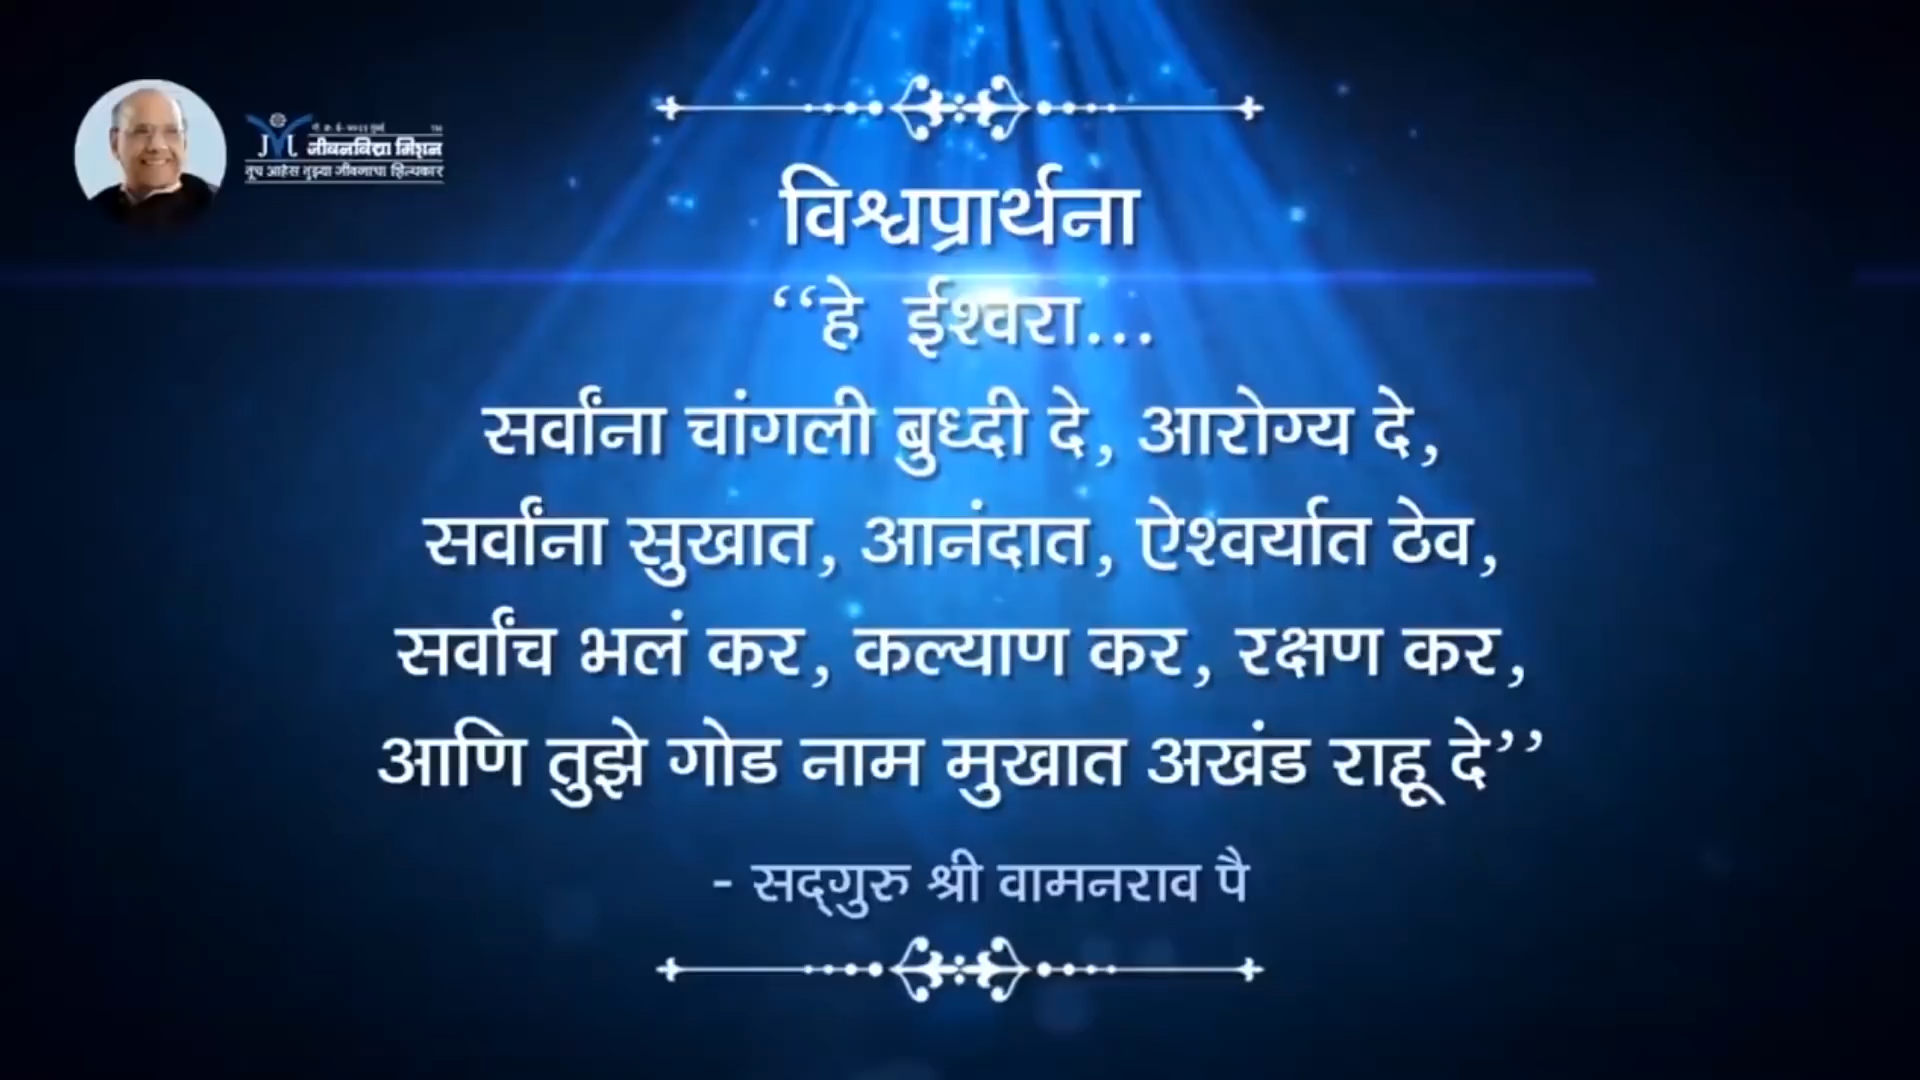 जीवनविद्या मिशन
तूच आहेस तुझ्या जीवनाचा शिल्पकार
विश्वप्रार्थना
‘‘हे ईश्वरा...
सर्वांना चांगली बुध्दी दे, आरोग्य दे,
सर्वांना सुखात, आनंदात, ऐश्वर्यात ठेव,
सर्वांच भलं कर, कल्याण कर, रक्षण कर,
आणि तुझे गोड नाम मुखात अखंड राहू दे’’
- सद्‌गुरु श्री वामनराव पै